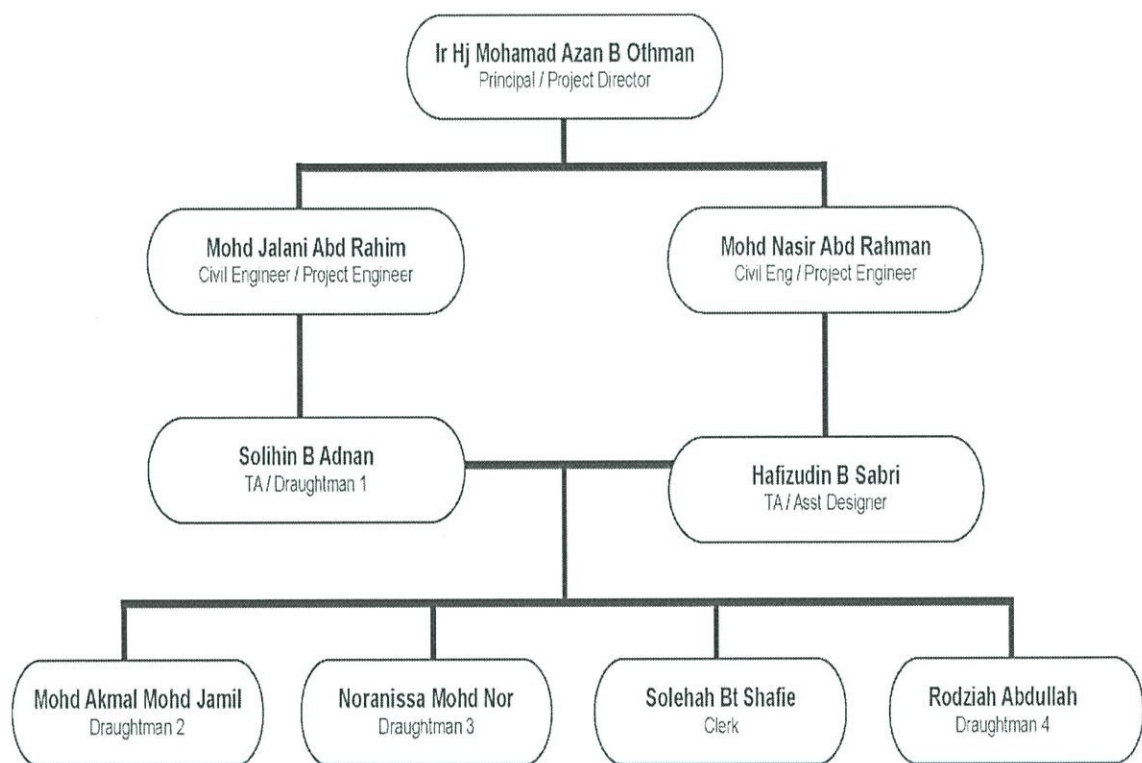 Ir Hj Mohamad Azan B Othman
Principal / Project Director
Mohd Jalani Abd Rahim
Civil Engineer / Project Engineer
Mohd Nasir Abd Rahman
Civil Eng / Project Engineer
Solihin B Adnan
TA / Draughtman 1
Hafizudin B Sabri
TA / Asst Designer
Mohd Akmal Mohd Jamil
Draughtman 2
Noranissa Mohd Nor
Draughtman 3
Solehah Bt Shafie
Clerk
Rodziah Abdullah
Draughtman 4